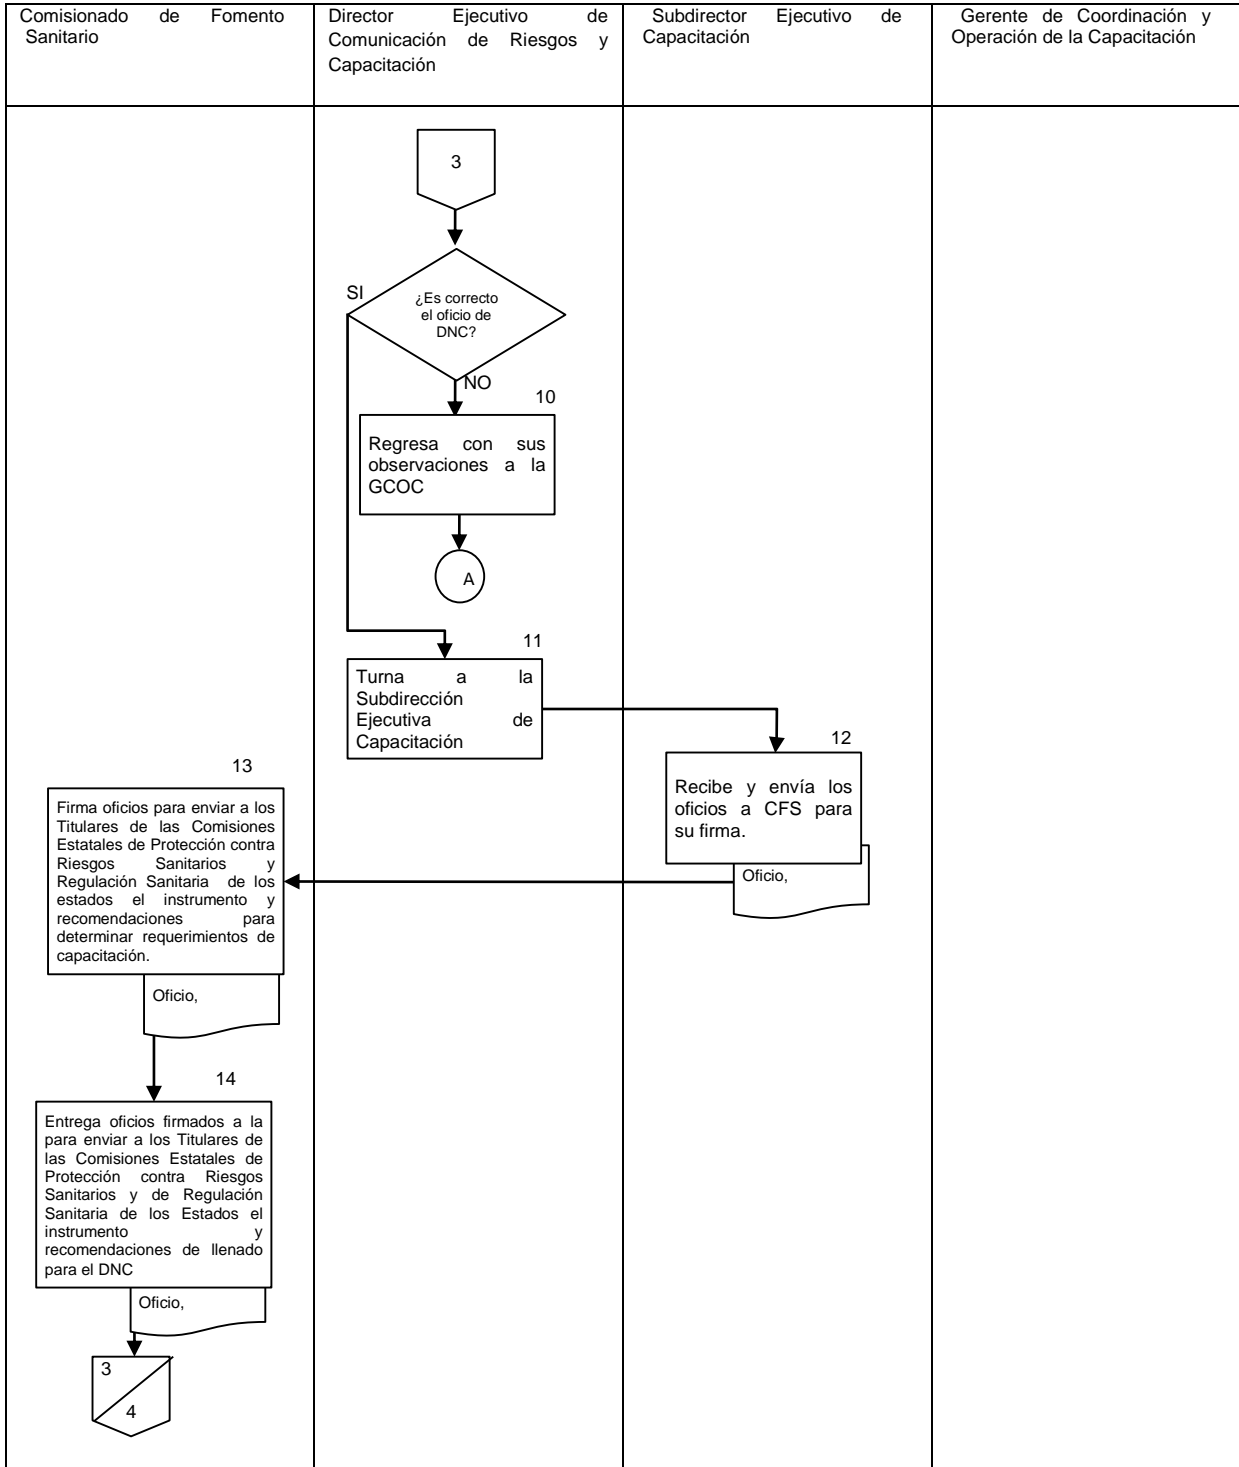 Comisionado de Fomento
Sanitario
Director Ejecutivo de
Comunicación de Riesgos y
Capacitación
Subdirector Ejecutivo de
Capacitación
Gerente de Coordinación y
Operación de la Capacitación
3
SI
¿Es correcto
el oficio de
DNC?
NO
10
Regresa con sus
observaciones a la
GCOC
A
11
Turna a la
Subdirección
Ejecutiva de
Capacitación
12
Recibe y envía los
oficios a CFS para
su firma.
Oficio,
13
Firma oficios para enviar a los
Titulares de las Comisiones
Estatales de Protección contra
Riesgos Sanitarios y
Regulación Sanitaria de los
estados el instrumento y
recomendaciones para
determinar requerimientos de
capacitación.
Oficio,
14
Entrega oficios firmados a la
para enviar a los Titulares de
las Comisiones Estatales de
Protección contra Riesgos
Sanitarios y de Regulación
Sanitaria de los Estados el
instrumento y
recomendaciones de llenado
para el DNC
Oficio,
3
4